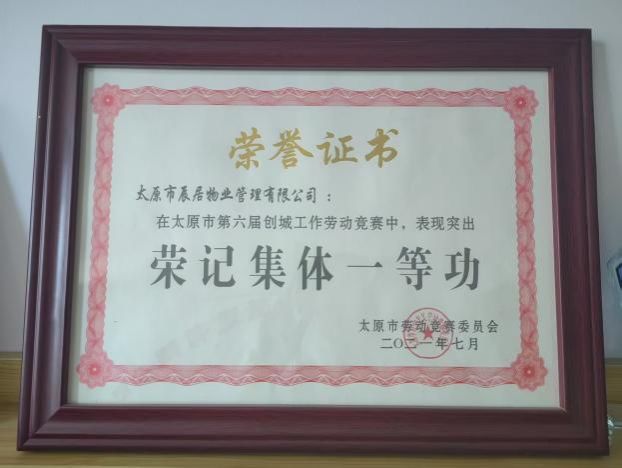 荣誉证书
太原市辰居物业管理有限公司：
在太原市第六届创城工作劳动竞赛中，表现突出
荣记集体一等功
太原市劳动竞赛委员会
二〇二一年七月